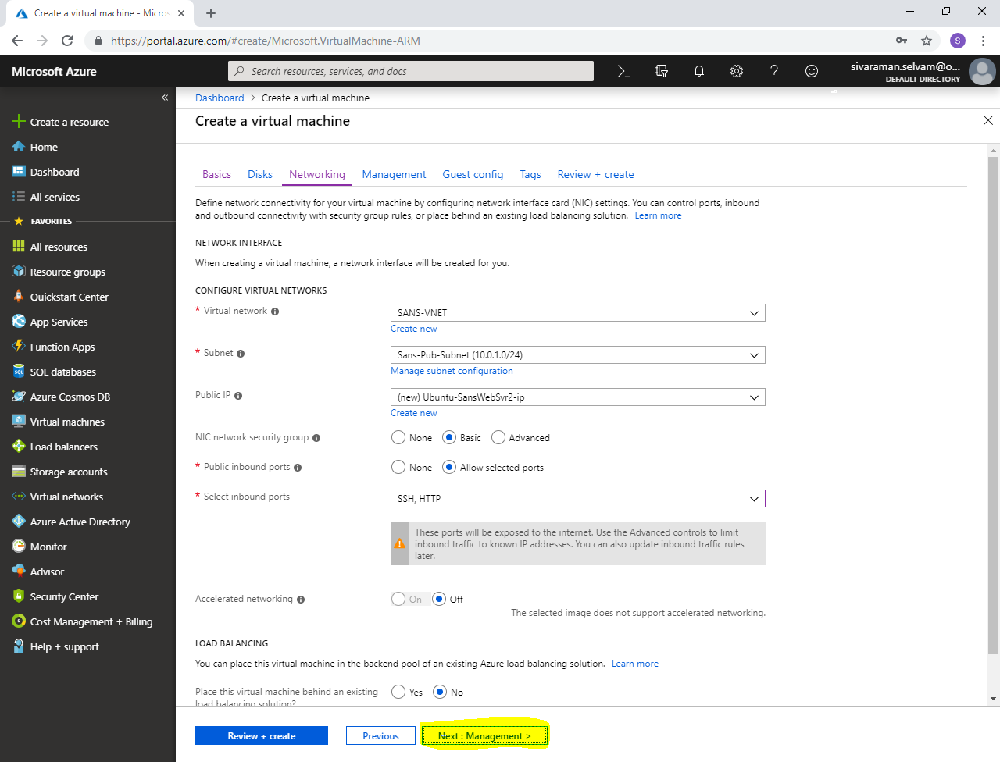 Create a virtual machine - Micros
https://portal.azure.com/#create/Microsoft.VirtualMachine-ARM
S
Microsoft Azure
Search resources, services, and docs
sivaraman.selvam@o...
DEFAULT DIRECTORY
Create a resource
Home
Dashboard
All services
FAVORITES
All resources
Resource groups
Quickstart Center
App Services
Function Apps
SQL databases
Azure Cosmos DB
Virtual machines
Load balancers
Storage accounts
Virtual networks
Azure Active Directory
Monitor
Advisor
Security Center
Cost Management + Billing
Help + support
Dashboard > Create a virtual machine
Create a virtual machine
Basics Disks Networking Management Guest config Tags Review + create
Define network connectivity for your virtual machine by configuring network interface card (NIC) settings. You can control ports, inbound
and outbound connectivity with security group rules, or place behind an existing load balancing solution. Learn more
NETWORK INTERFACE
When creating a virtual machine, a network interface will be created for you.
CONFIGURE VIRTUAL NETWORKS
* Virtual network
SANS-VNET
Create new
* Subnet
Sans-Pub-Subnet (10.0.1.0/24)
Manage subnet configuration
Public IP
(new) Ubuntu-SansWebSvr2-ip
Create new
NIC network security group
None Basic Advanced
* Public inbound ports
None Allow selected ports
* Select inbound ports
SSH, HTTP
These ports will be exposed to the internet. Use the Advanced controls to limit
inbound traffic to known IP addresses. You can also update inbound traffic rules
later.
Accelerated networking
On Off
The selected image does not support accelerated networking.
LOAD BALANCING
You can place this virtual machine in the backend pool of an existing Azure load balancing solution. Learn more
Place this virtual machine behind an existing
load balancing solution?
Yes No
Review + create
Previous
Next : Management >